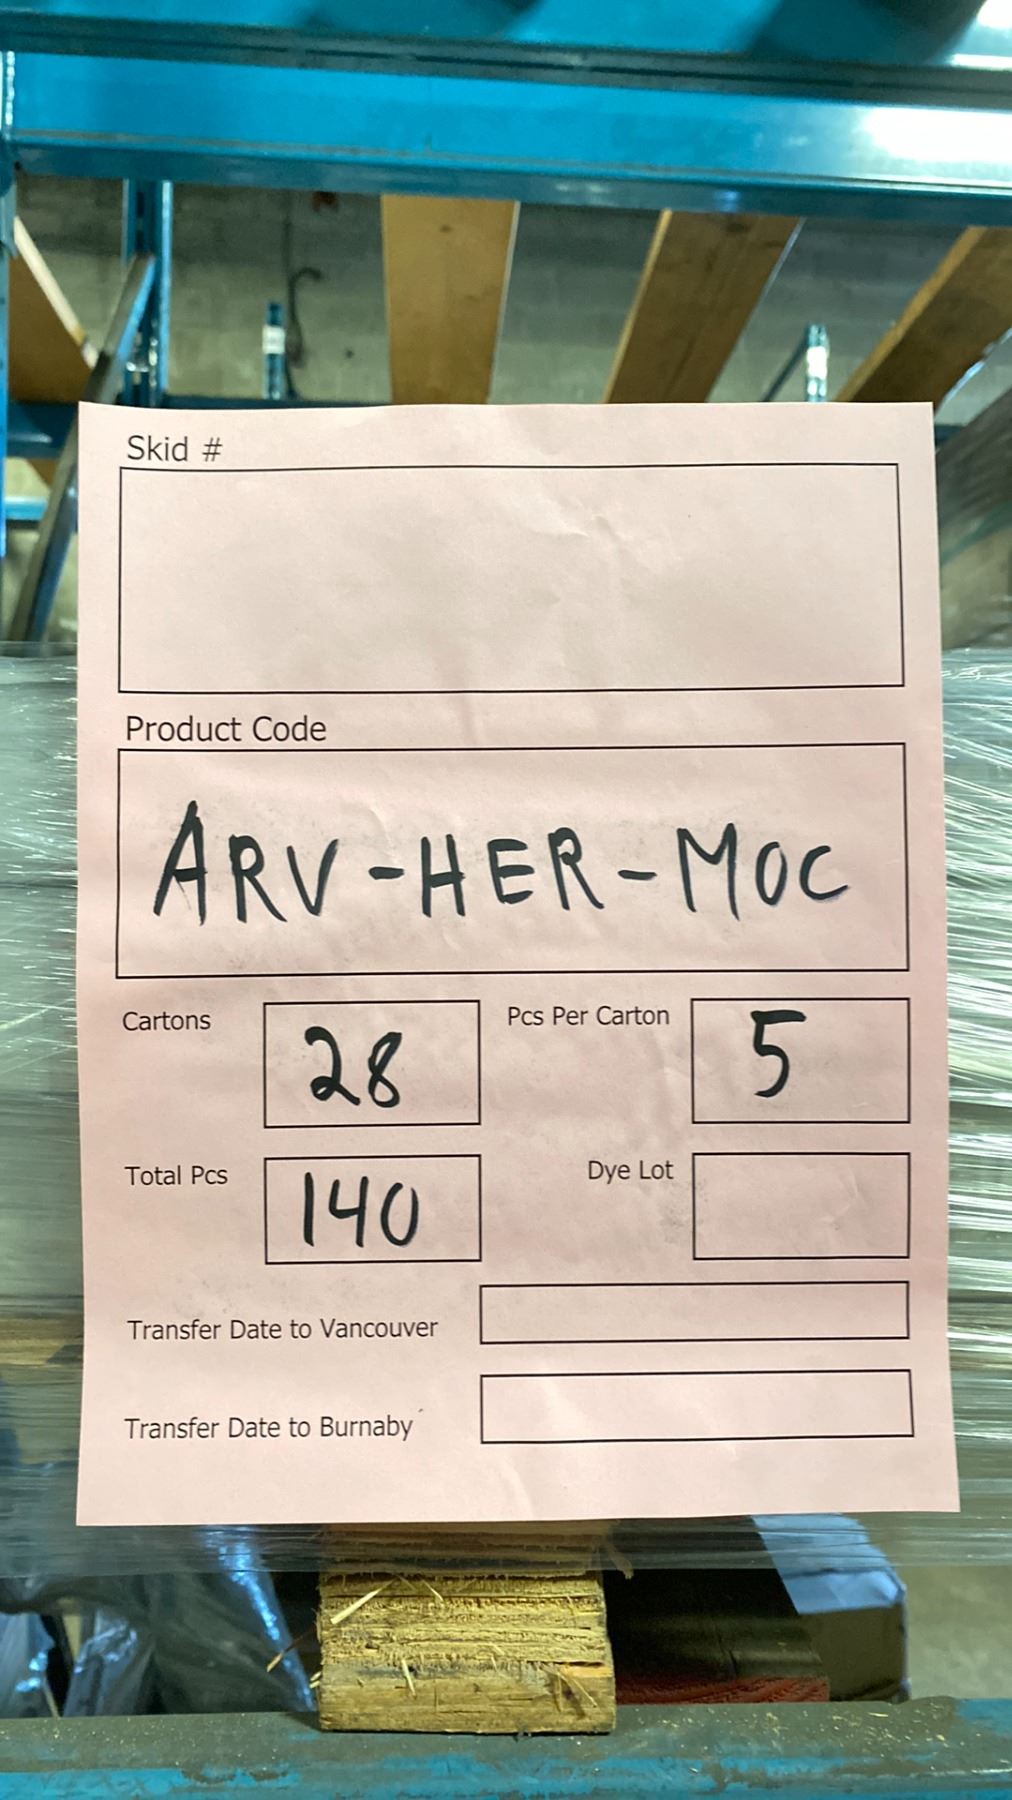 Skid #
Product Code
ARV-HER-MOC
Cartons 28 Pcs Per Carton 5
Total Pcs 140 Dye Lot
Transfer Date to Vancouver
Transfer Date to Burnaby